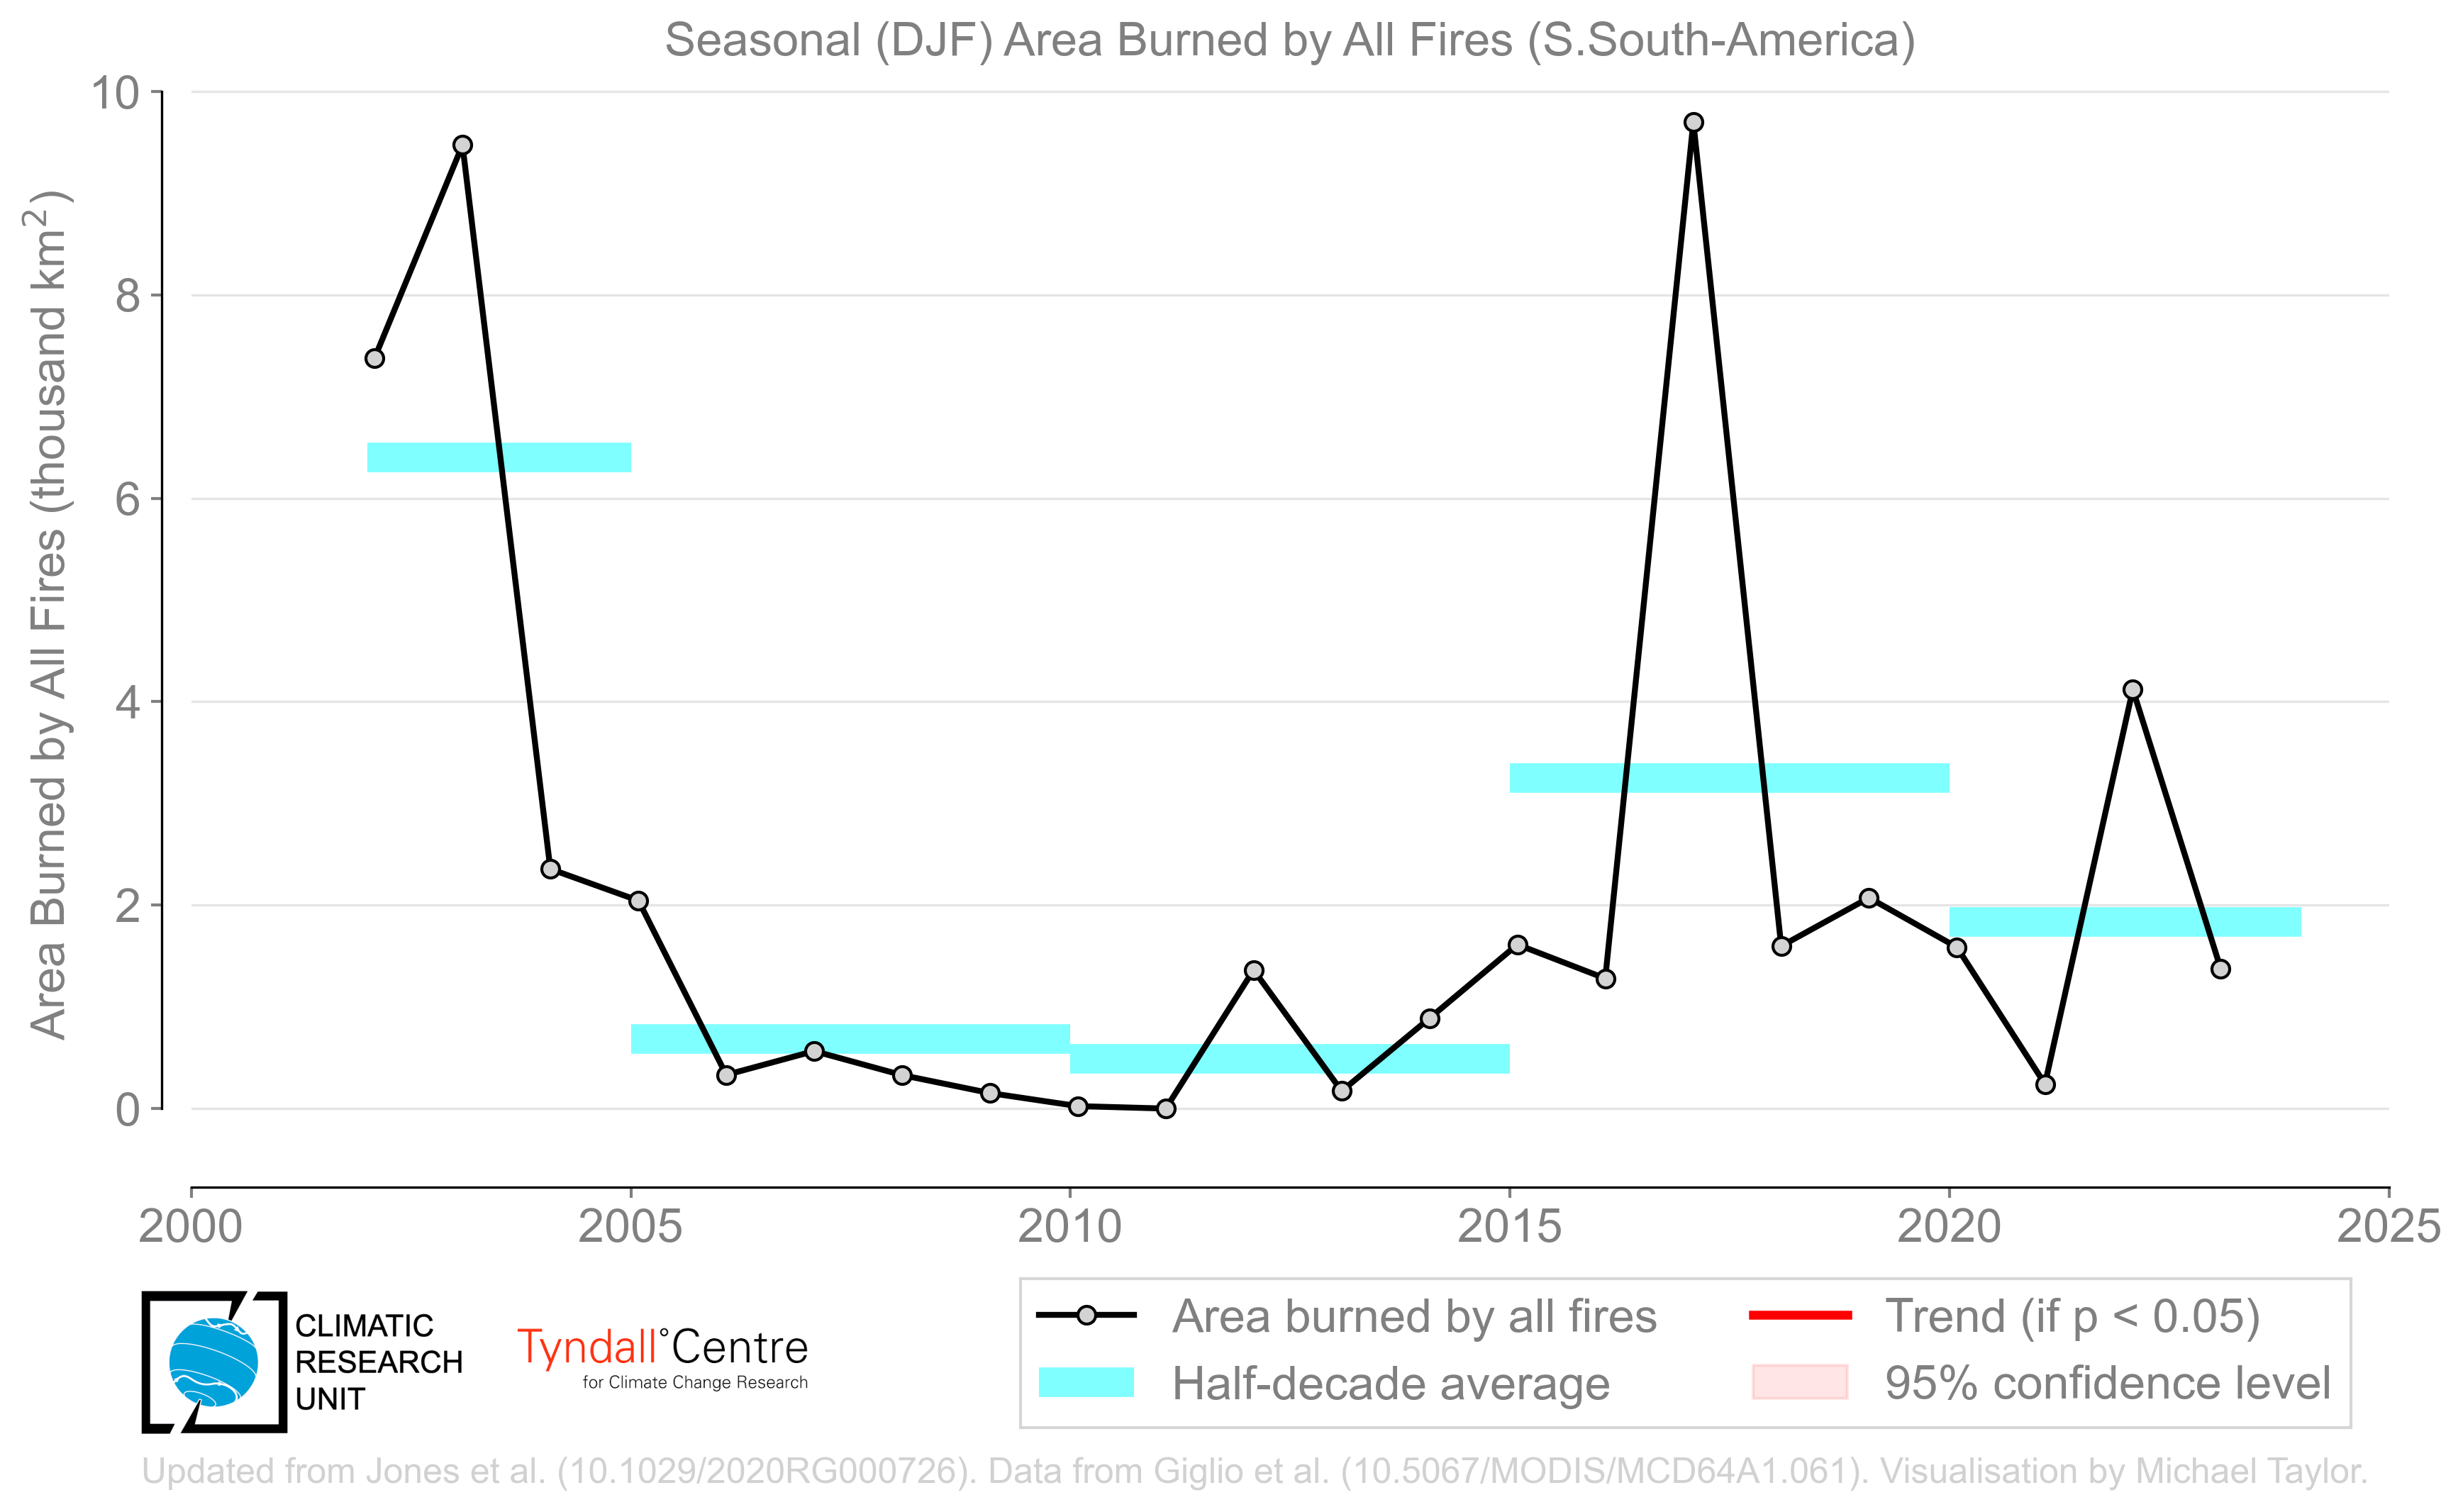 Seasonal (DJF) Area Burned by All Fires (S.South-America)
Area Burned by All Fires (thousand km²)
10
8
6
4
2
0
2000 2005 2010 2015 2020 2025
CLIMATIC
RESEARCH
UNIT
Tyndall°Centre
for Climate Change Research
Area burned by all fires
Half-decade average
Trend (if p < 0.05)
95% confidence level
Updated from Jones et al. (10.1029/2020RG000726). Data from Giglio et al. (10.5067/MODIS/MCD64A1.061). Visualisation by Michael Taylor.